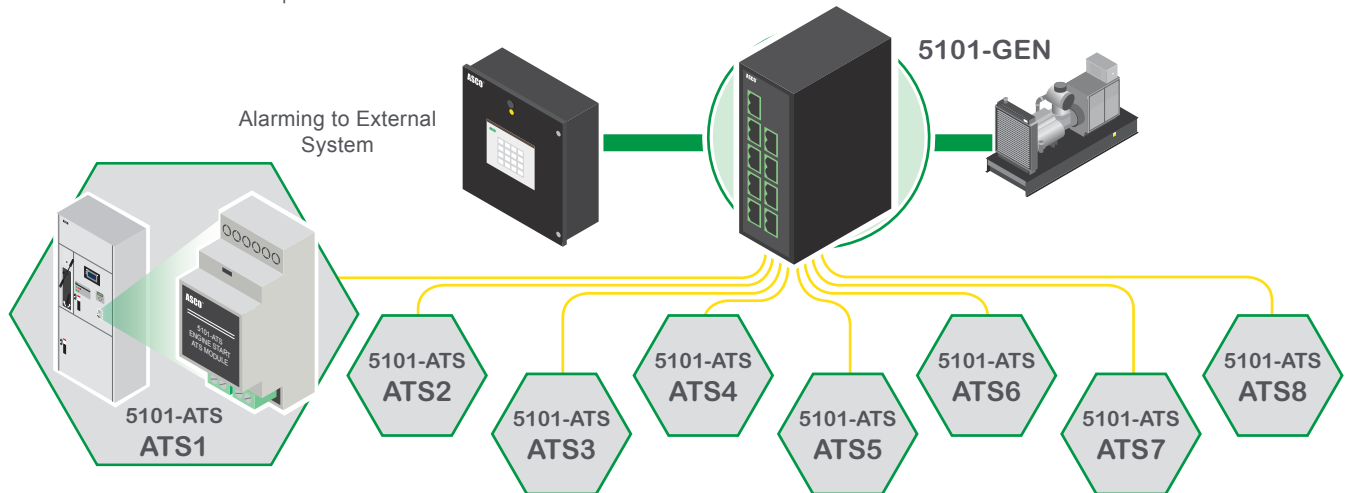 5101-GEN
ASCO
ASCO
Alarming to External
System
ASCO
5101-ATS
ENGINE START
ATS MODULE
5101-ATS
ATS1
5101-ATS
ATS2
5101-ATS
ATS3
5101-ATS
ATS4
5101-ATS
ATS5
5101-ATS
ATS6
5101-ATS
ATS7
5101-ATS
ATS8